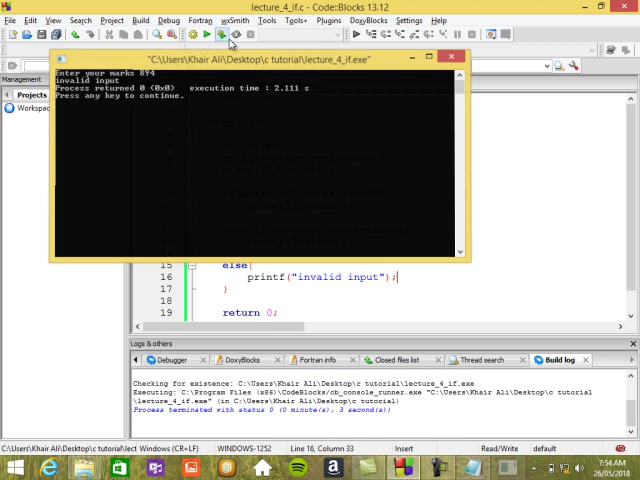 lecture_4_if.c - Code::Blocks 13.12
File Edit View Search Project Build Debug Fortran wxSmith Tools Tools+ Plugins DoxyBlocks Settings Help
"C:\Users\Khair Ali\Desktop\c tutorial\lecture_4_if.exe"
Enter your marks 894
invalid input
Process returned 0 (0x0) execution time : 2.111 s
Press any key to continue.
Management
Projects
Workspac
15 else{
16 printf("invalid input");
17 }
18
19 return 0;
Logs & others
Debugger DoxyBlocks Fortran info Closed files list Thread search Build log
Checking for existence: C:\Users\Khair Ali\Desktop\c tutorial\lecture_4_if.exe
Executing: C:\Program Files (x86)\CodeBlocks/cb_console_runner.exe "C:\Users\Khair Ali\Desktop\c tutorial
\lecture_4_if.exe" (in C:\Users\Khair Ali\Desktop\c tutorial)
Process terminated with status 0 (0 minute(s), 3 second(s))
C:\Users\Khair Ali\Desktop\c tutorial\lect Windows (CR+LF) WINDOWS-1252 Line 16, Column 33 Insert Read/Write default
7:54 AM
26/05/2018